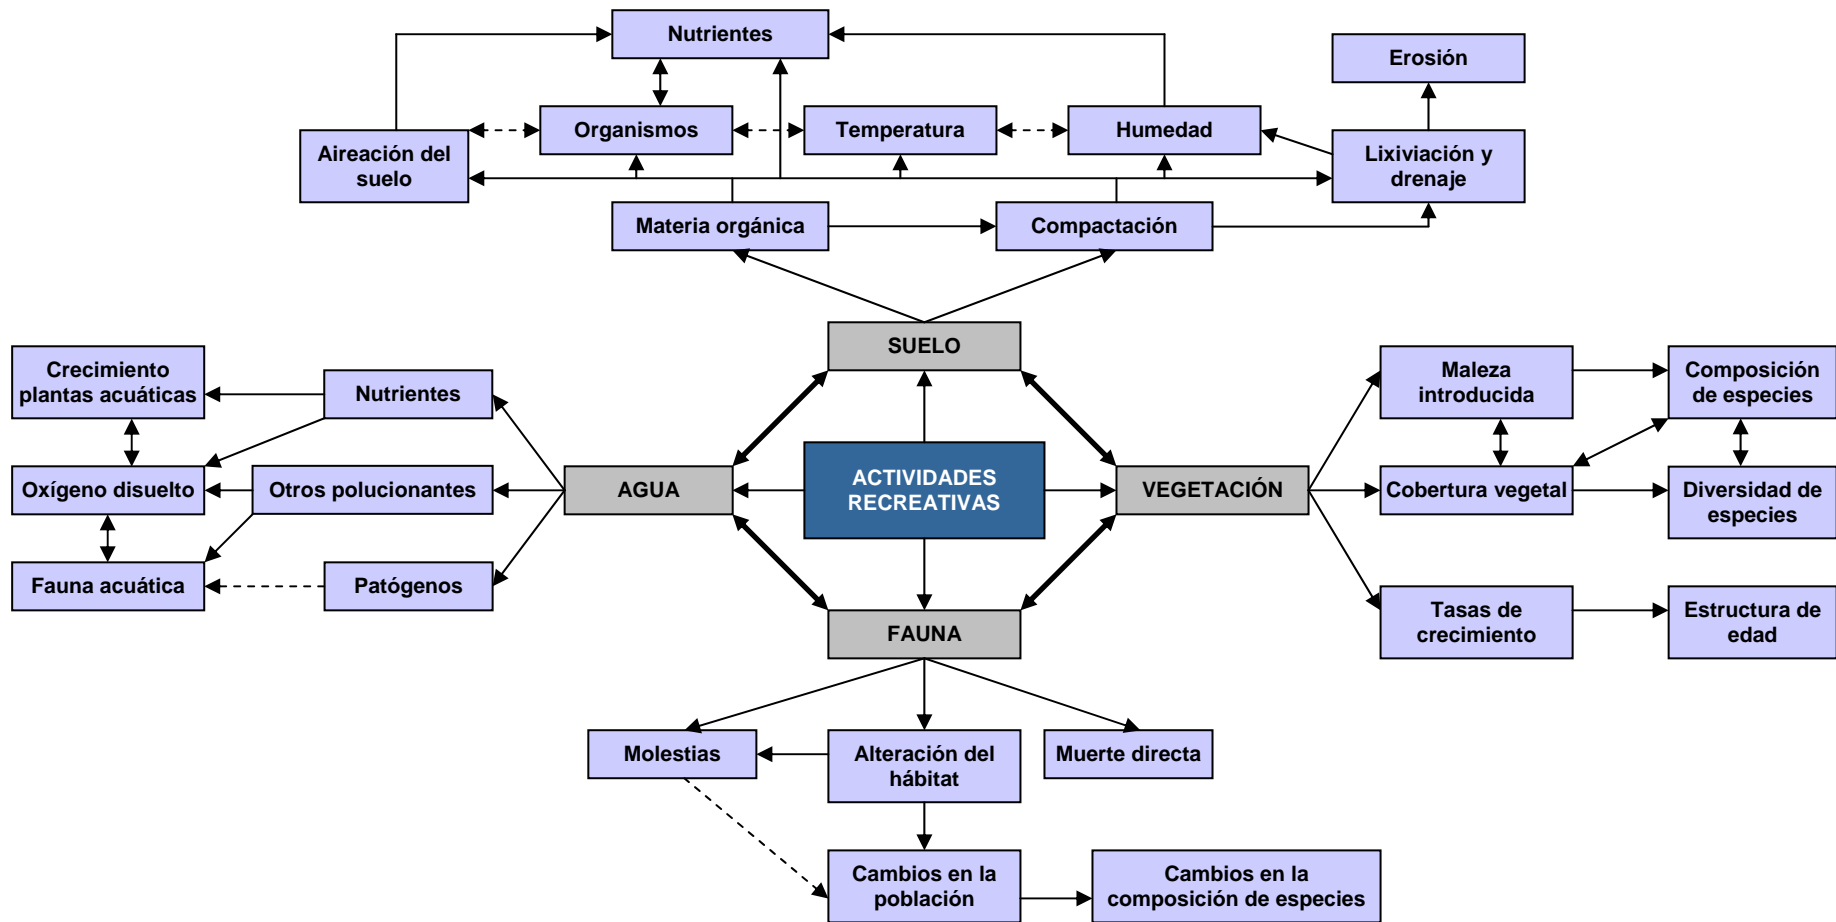 Nutrientes
Erosión
Organismos
Temperatura
Humedad
Aireación del
suelo
Lixiviación y
drenaje
Materia orgánica
Compactación
SUELO
Crecimiento
plantas acuáticas
Nutrientes
Maleza
introducida
Composición
de especies
Oxígeno disuelto
Otros polucionantes
AGUA
ACTIVIDADES
RECREATIVAS
VEGETACIÓN
Cobertura vegetal
Diversidad de
especies
Fauna acuática
Patógenos
FAUNA
Tasas de
crecimiento
Estructura de
edad
Molestias
Alteración del
hábitat
Muerte directa
Cambios en la
población
Cambios en la
composición de especies